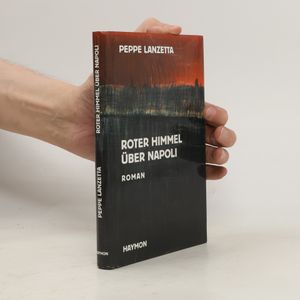 PEPPE LANZETTA
ROTER HIMMEL
ÜBER NAPOLI
ROMAN
HAYMON
PEPPE LANZETTA
ROTER HIMMEL ÜBER NAPOLI
HAYMON